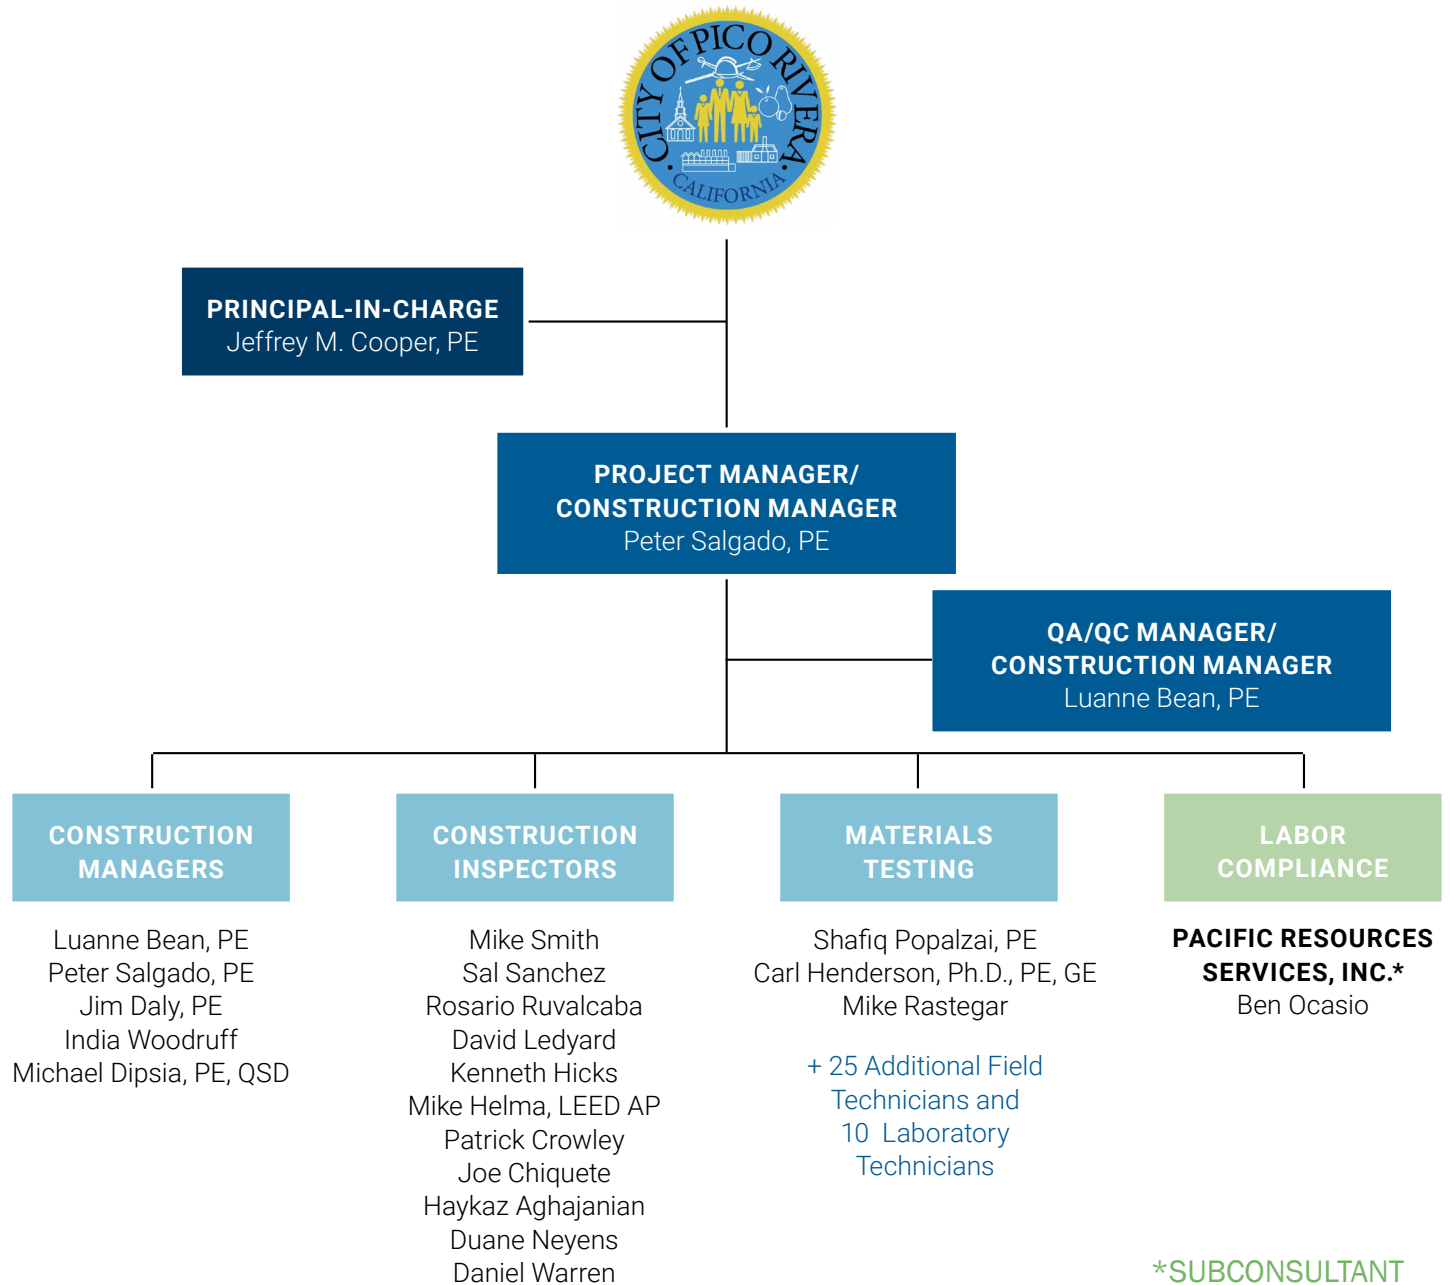 CITY OF PICO RIVERA
CALIFORNIA
PRINCIPAL-IN-CHARGE
Jeffrey M. Cooper, PE
PROJECT MANAGER/
CONSTRUCTION MANAGER
Peter Salgado, PE
QA/QC MANAGER/
CONSTRUCTION MANAGER
Luanne Bean, PE
CONSTRUCTION
MANAGERS
Luanne Bean, PE
Peter Salgado, PE
Jim Daly, PE
India Woodruff
Michael Dipsia, PE, QSD
CONSTRUCTION
INSPECTORS
Mike Smith
Sal Sanchez
Rosario Ruvalcaba
David Ledyard
Kenneth Hicks
Mike Helma, LEED AP
Patrick Crowley
Joe Chiquete
Haykaz Aghajanian
Duane Neyens
Daniel Warren
MATERIALS
TESTING
Shafiq Popalzai, PE
Carl Henderson, Ph.D., PE, GE
Mike Rastegar
+ 25 Additional Field
Technicians and
10 Laboratory
Technicians
LABOR
COMPLIANCE
PACIFIC RESOURCES
SERVICES, INC.*
Ben Ocasio
*SUBCONSULTANT